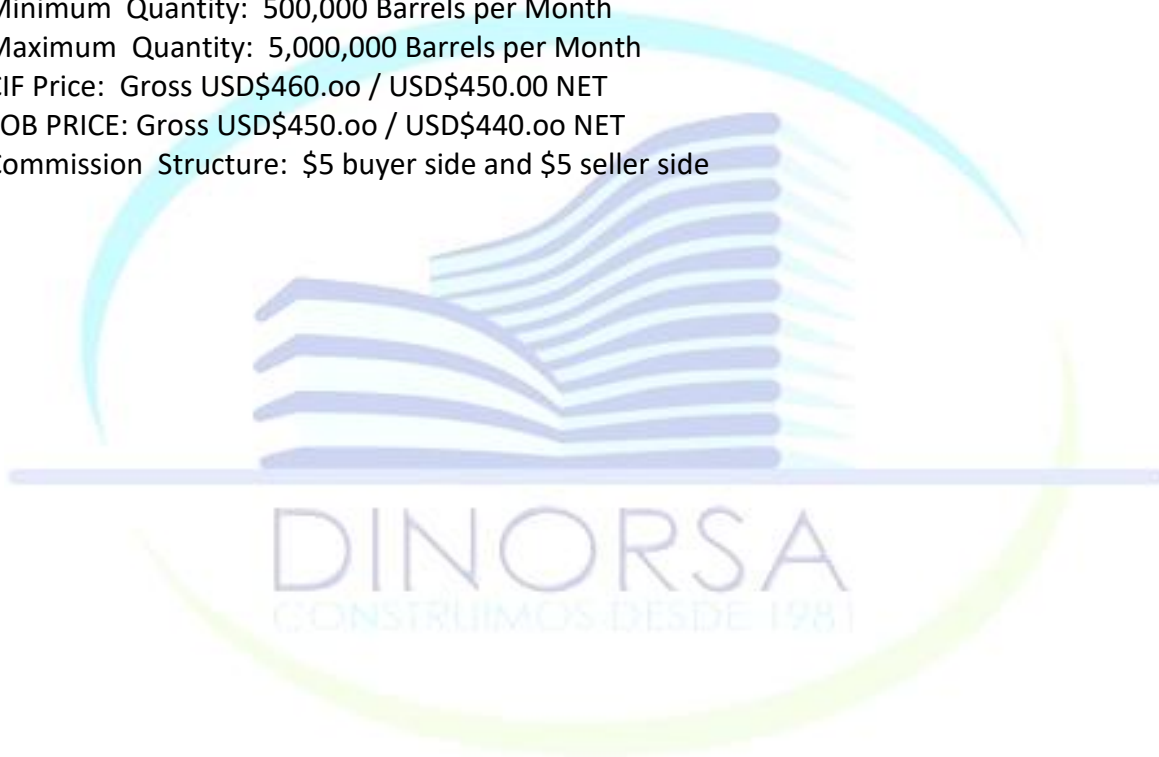 Minimum Quantity: 500,000 Barrels per Month
Maximum Quantity: 5,000,000 Barrels per Month
CIF Price: Gross USD$460.oo / USD$450.00 NET
FOB PRICE: Gross USD$450.oo / USD$440.oo NET
Commission Structure: $5 buyer side and $5 seller side
DINORSA
CONSTRUIMOS DESDE 1981